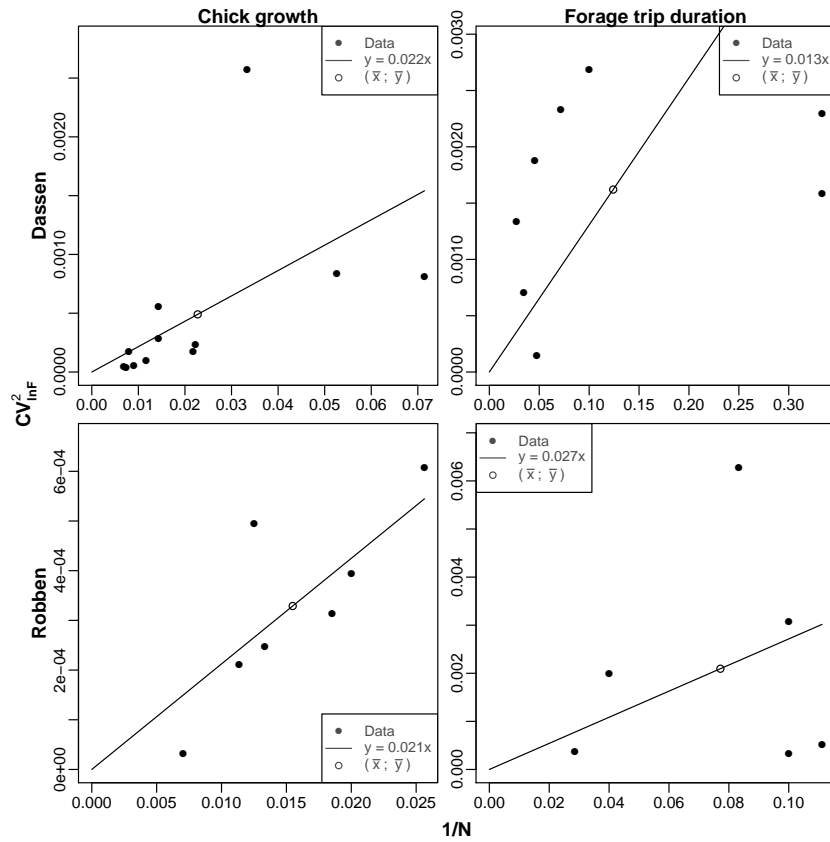 Chick growth
Forage trip duration
Dassen
0.0000
0.0010
0.0020
Data
y = 0.022x
( x̅ ; y̅ )
0.00 0.01 0.02 0.03 0.04 0.05 0.06 0.07
0.0000
0.0010
0.0020
0.0030
Data
y = 0.013x
( x̅ ; y̅ )
0.00 0.05 0.10 0.15 0.20 0.25 0.30
CV²lnF
Robben
0e+00
2e−04
4e−04
6e−04
Data
y = 0.021x
( x̅ ; y̅ )
0.000 0.005 0.010 0.015 0.020 0.025
0.000
0.002
0.004
0.006
Data
y = 0.027x
( x̅ ; y̅ )
0.00 0.02 0.04 0.06 0.08 0.10
1/N